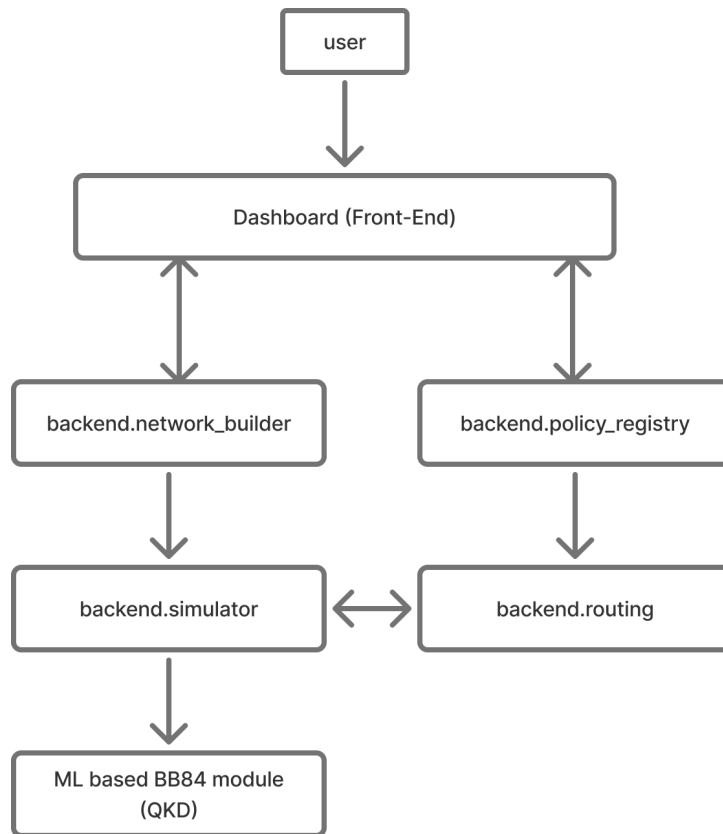 user
Dashboard (Front-End)
backend.network_builder
backend.policy_registry
backend.simulator
backend.routing
ML based BB84 module
(QKD)